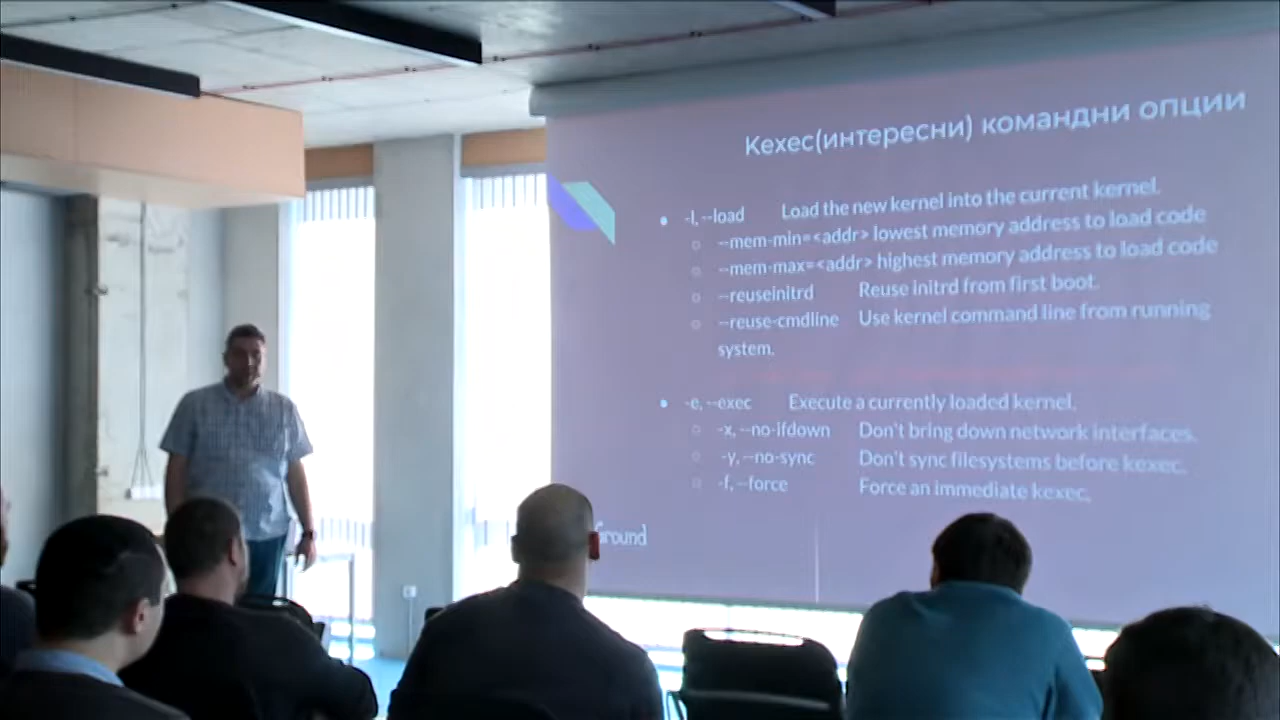 Kexec(интересни) командни опции
-l, --load Load the new kernel into the current kernel.
--mem-min=<addr> lowest memory address to load code
--mem-max=<addr> highest memory address to load code
--reuseinitrd Reuse initrd from first boot.
--reuse-cmdline Use kernel command line from running
system.
-e, --exec Execute a currently loaded kernel.
-x, --no-ifdown Don't bring down network interfaces.
-y, --no-sync Don't sync filesystems before kexec.
-f, --force Force an immediate kexec.
Ground